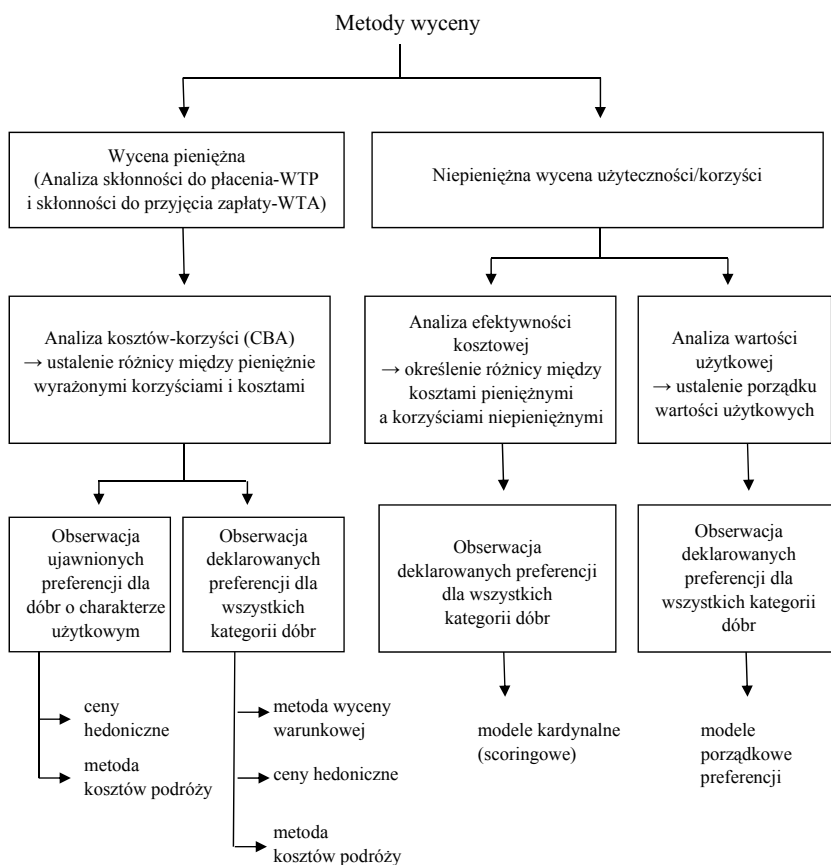 Metody wyceny
Wycena pieniężna
(Analiza skłonności do płacenia-WTP
i skłonności do przyjęcia zapłaty-WTA)
Niepieniężna wycena użyteczności/korzyści
Analiza kosztów-korzyści (CBA)
→ ustalenie różnicy między pieniężnie
wyrażonymi korzyściami i kosztami
Analiza efektywności
kosztowej
→ określenie różnicy między
kosztami pieniężnymi
a korzyściami niepieniężnymi
Analiza wartości
użytkowej
→ ustalenie porządku
wartości użytkowych
Obserwacja
ujawnionych
preferencji dla
dóbr o charakterze
użytkowym
Obserwacja
deklarowanych
preferencji dla
wszystkich
kategorii dóbr
Obserwacja
deklarowanych preferencji
dla wszystkich
kategorii dóbr
Obserwacja
deklarowanych
preferencji dla
wszystkich kategorii
dóbr
ceny
hedoniczne
metoda
kosztów podróży
metoda wyceny
warunkowej
ceny hedoniczne
metoda
kosztów podróży
modele kardynalne
(scoringowe)
modele
porządkowe
preferencji